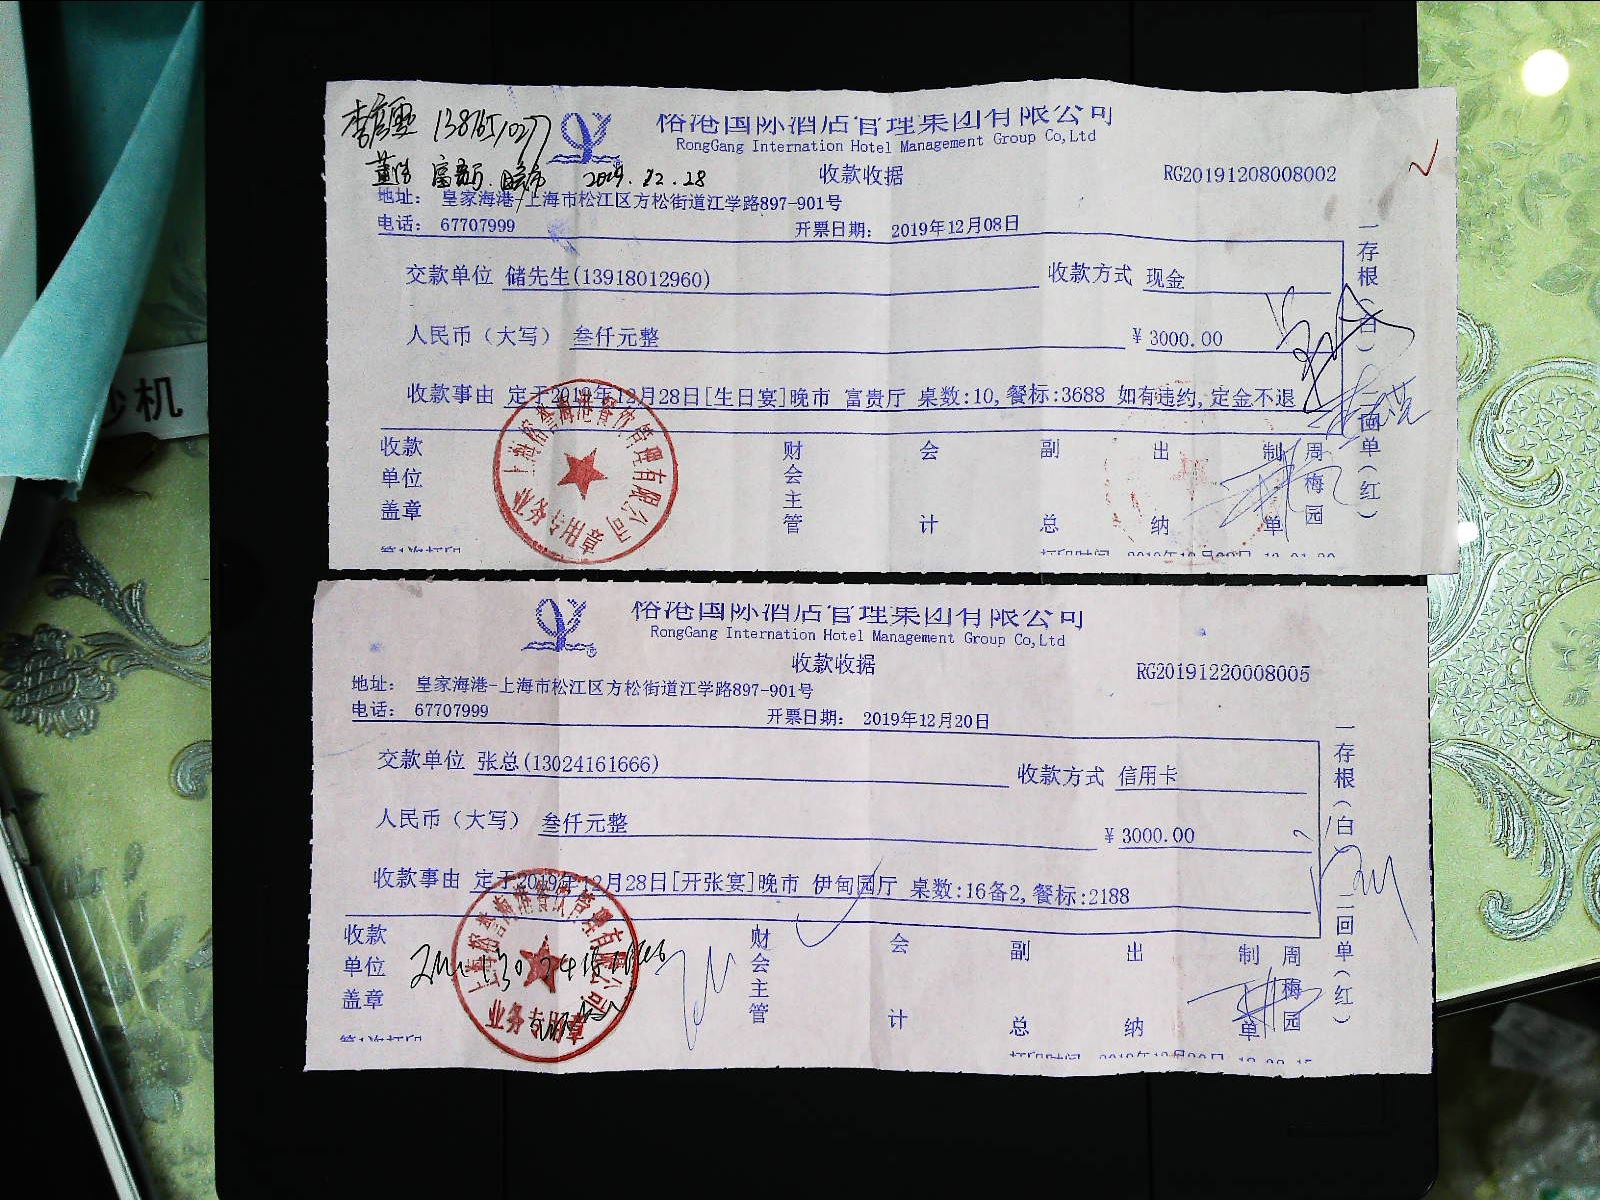 2019.12.28
裕港国际酒店管理集团有限公司
RongGang Internation Hotel Management Group Co,Ltd
收款收据 RG20191208008002
地址: 皇家海港-上海市松江区方松街道江学路897-901号
电话: 67707999 开票日期: 2019年12月08日
交款单位 储先生(13918012960) 收款方式 现金
人民币（大写） 叁仟元整 ¥3000.00
收款事由 定于2019年12月28日[生日宴]晚市 富贵厅 桌数:10,餐标:3688 如有违约,定金不退
收款单位盖章 财会主管 会计 副总 出纳 制单 周梅园
一存根(白) 二回单(红)
业务专用章
第1次打印
机
裕港国际酒店管理集团有限公司
RongGang Internation Hotel Management Group Co,Ltd
收款收据 RG20191220008005
地址: 皇家海港-上海市松江区方松街道江学路897-901号
电话: 67707999 开票日期: 2019年12月20日
交款单位 张总(13024161666) 收款方式 信用卡
人民币（大写） 叁仟元整 ¥3000.00
收款事由 定于2019年12月28日[开张宴]晚市 伊甸园厅 桌数:16备2,餐标:2188
收款单位盖章 财会主管 会计 副总 出纳 制单 周梅园
一存根(白) 二回单(红)
业务专用章
第1次打印